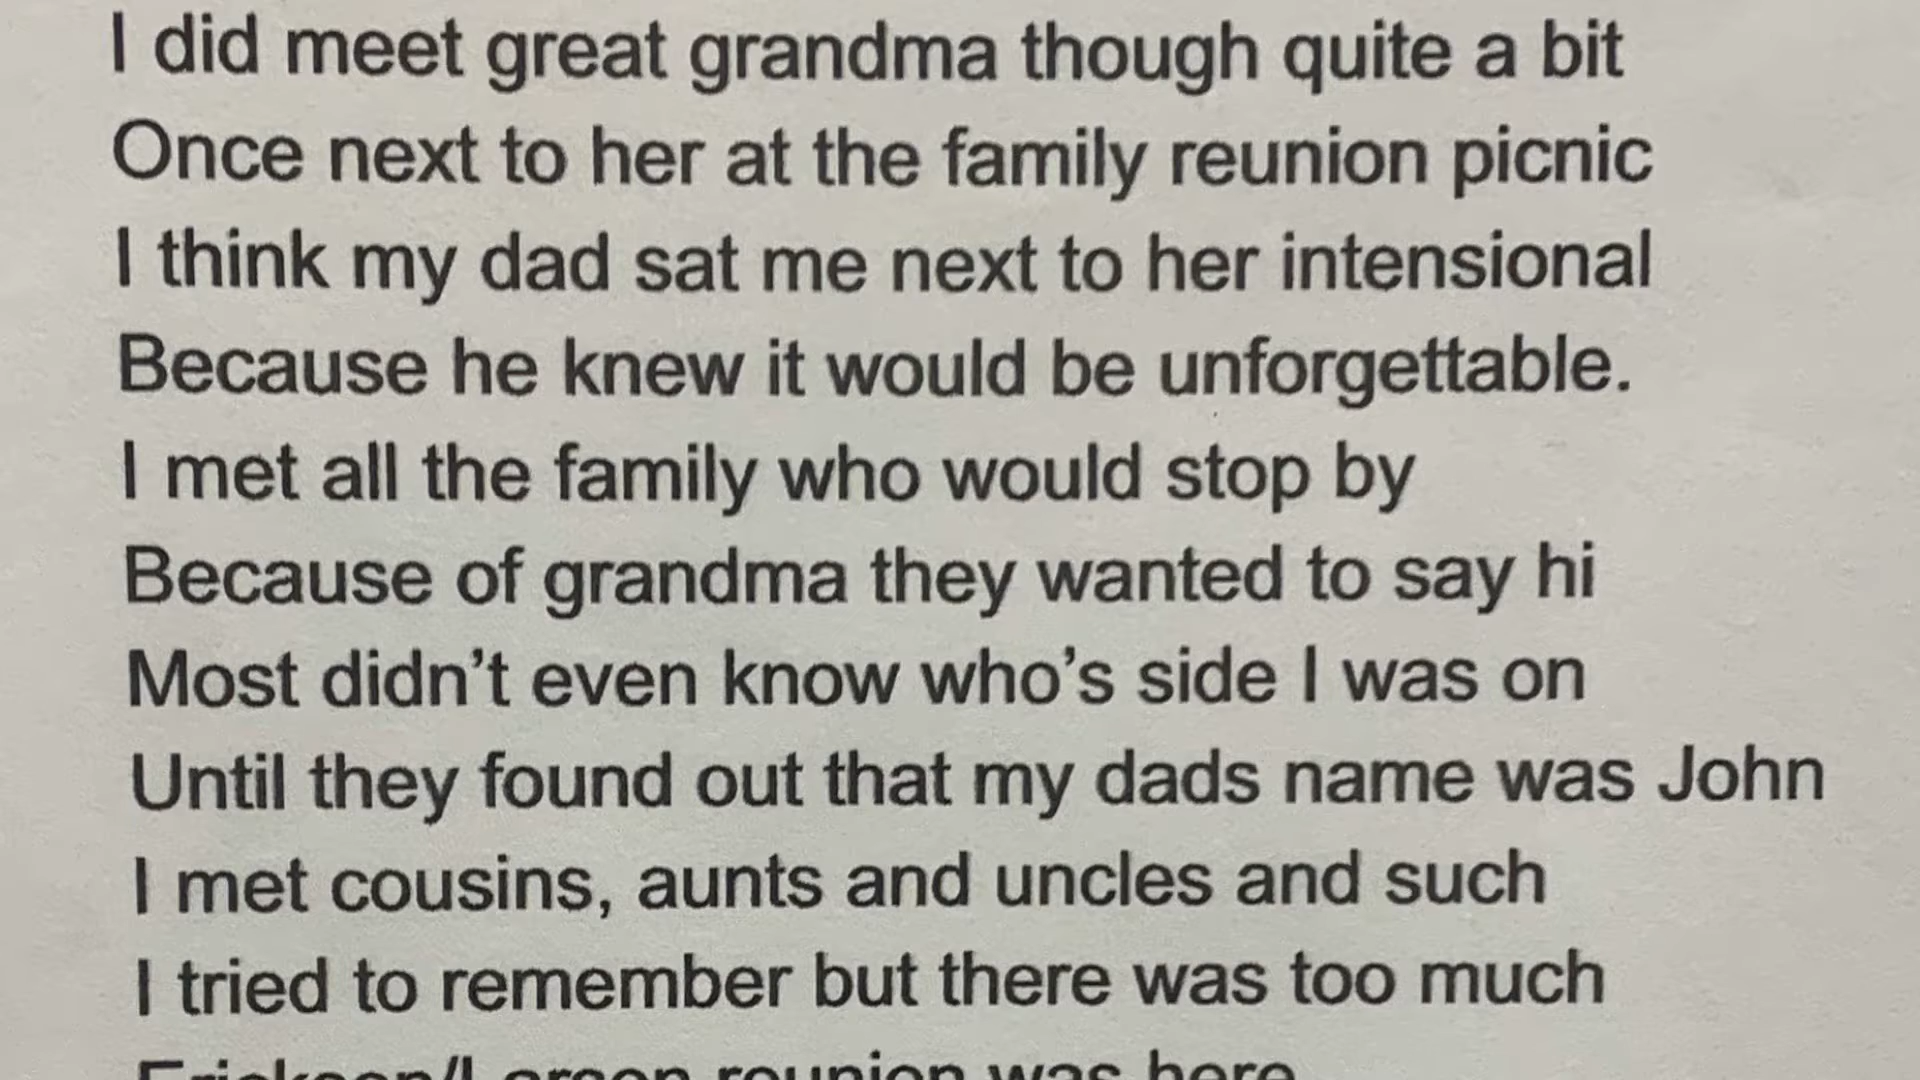 I did meet great grandma though quite a bit
Once next to her at the family reunion picnic
I think my dad sat me next to her intensional
Because he knew it would be unforgettable.
I met all the family who would stop by
Because of grandma they wanted to say hi
Most didn't even know who's side I was on
Until they found out that my dads name was John
I met cousins, aunts and uncles and such
I tried to remember but there was too much
reunion was here